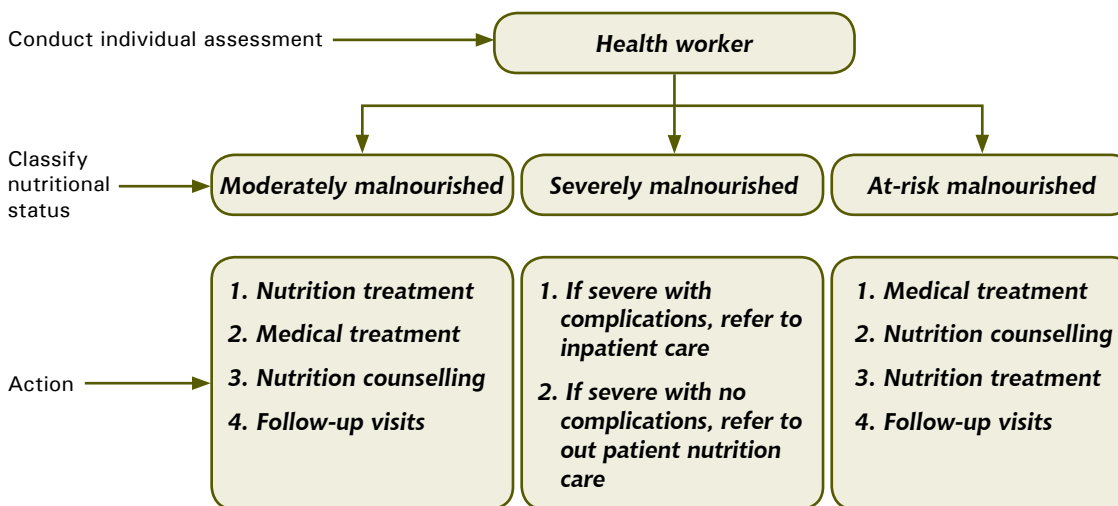 Conduct individual assessment
Health worker
Classify
nutritional
status
Moderately malnourished
Severely malnourished
At-risk malnourished
Action
1. Nutrition treatment
2. Medical treatment
3. Nutrition counselling
4. Follow-up visits
1. If severe with
complications, refer to
inpatient care
2. If severe with no
complications, refer to
out patient nutrition
care
1. Medical treatment
2. Nutrition counselling
3. Nutrition treatment
4. Follow-up visits